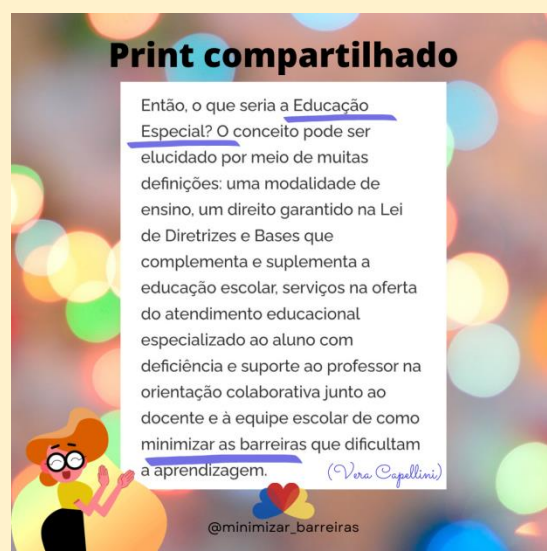 Print compartilhado
Então, o que seria a Educação
Especial? O conceito pode ser
elucidado por meio de muitas
definições: uma modalidade de
ensino, um direito garantido na Lei
de Diretrizes e Bases que
complementa e suplementa a
educação escolar, serviços na oferta
do atendimento educacional
especializado ao aluno com
deficiência e suporte ao professor na
orientação colaborativa junto ao
docente e à equipe escolar de como
minimizar as barreiras que dificultam
a aprendizagem.
(Vera Capellini)
@minimizar_barreiras